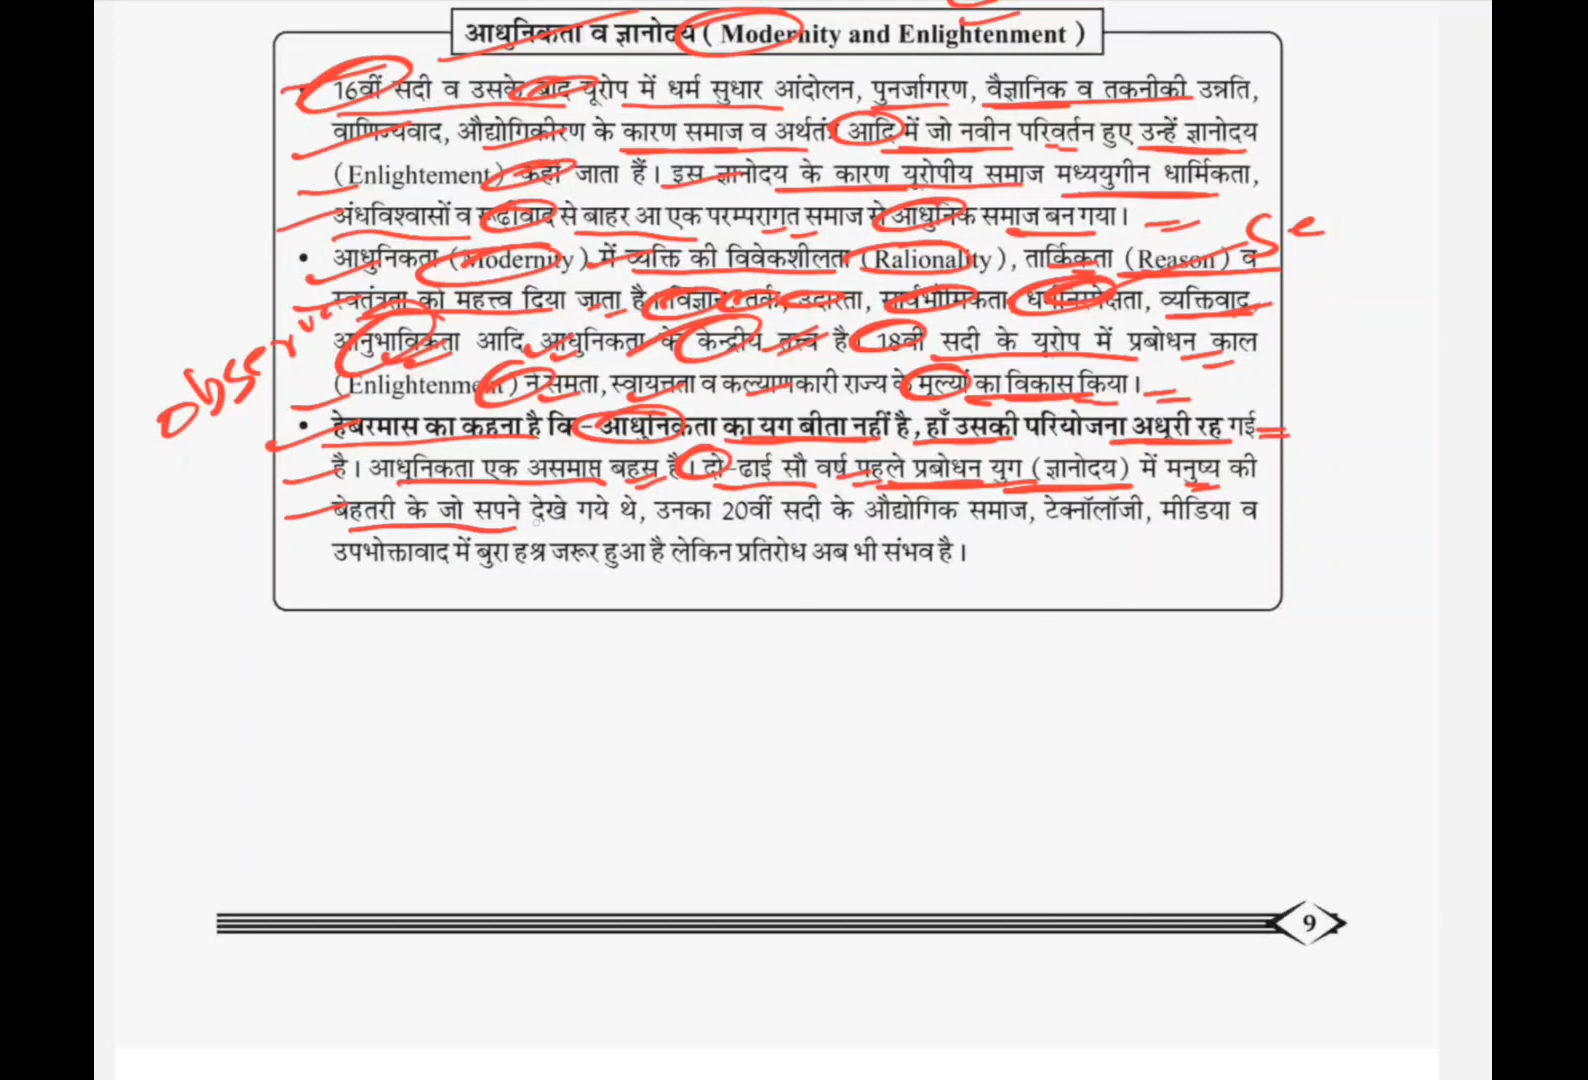 आधुनिकता व ज्ञानोदय ( Modernity and Enlightenment )
• 16वीं सदी व उसके बाद यूरोप में धर्म सुधार आंदोलन, पुनर्जागरण, वैज्ञानिक व तकनीकी उन्नति,
वाणिज्यवाद, औद्योगिकीरण के कारण समाज व अर्थतंत्र आदि में जो नवीन परिवर्तन हुए उन्हें ज्ञानोदय
(Enlightement) कहा जाता हैं। इस ज्ञानोदय के कारण यूरोपीय समाज मध्ययुगीन धार्मिकता,
अंधविश्वासों व रूढ़ीवाद से बाहर आ एक परम्परागत समाज से आधुनिक समाज बन गया।
Se
• आधुनिकता (Modernity) में व्यक्ति की विवेकशीलता (Ralionality), तार्किकता (Reason) व
स्वतंत्रता को महत्त्व दिया जाता है। विज्ञान, तर्क, उदारता, सार्वभौमिकता, धर्मनिरपेक्षता, व्यक्तिवाद,
observe
आनुभाविकता आदि आधुनिकता के केन्द्रीय तत्त्व है। 18वीं सदी के यूरोप में प्रबोधन काल
(Enlightenment) ने समता, स्वायत्तता व कल्याणकारी राज्य के मूल्यों का विकास किया।
• हेबरमास का कहना है कि – आधुनिकता का युग बीता नहीं है, हाँ उसकी परियोजना अधूरी रह गई
है। आधुनिकता एक असमाप्त बहस है। दो-ढाई सौ वर्ष पहले प्रबोधन युग (ज्ञानोदय) में मनुष्य की
बेहतरी के जो सपने देखे गये थे, उनका 20वीं सदी के औद्योगिक समाज, टेक्नॉलॉजी, मीडिया व
उपभोक्तावाद में बुरा हश्र जरूर हुआ है लेकिन प्रतिरोध अब भी संभव है।
9